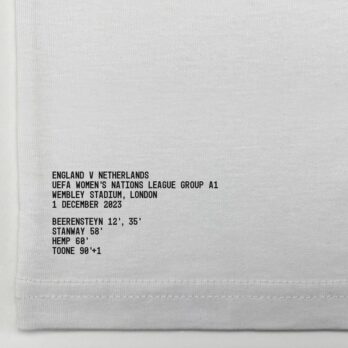 ENGLAND V NETHERLANDS
UEFA WOMEN'S NATIONS LEAGUE GROUP A1
WEMBLEY STADIUM, LONDON
1 DECEMBER 2023
BEERENSTEYN 12', 35'
STANWAY 58'
HEMP 60'
TOONE 90'+1